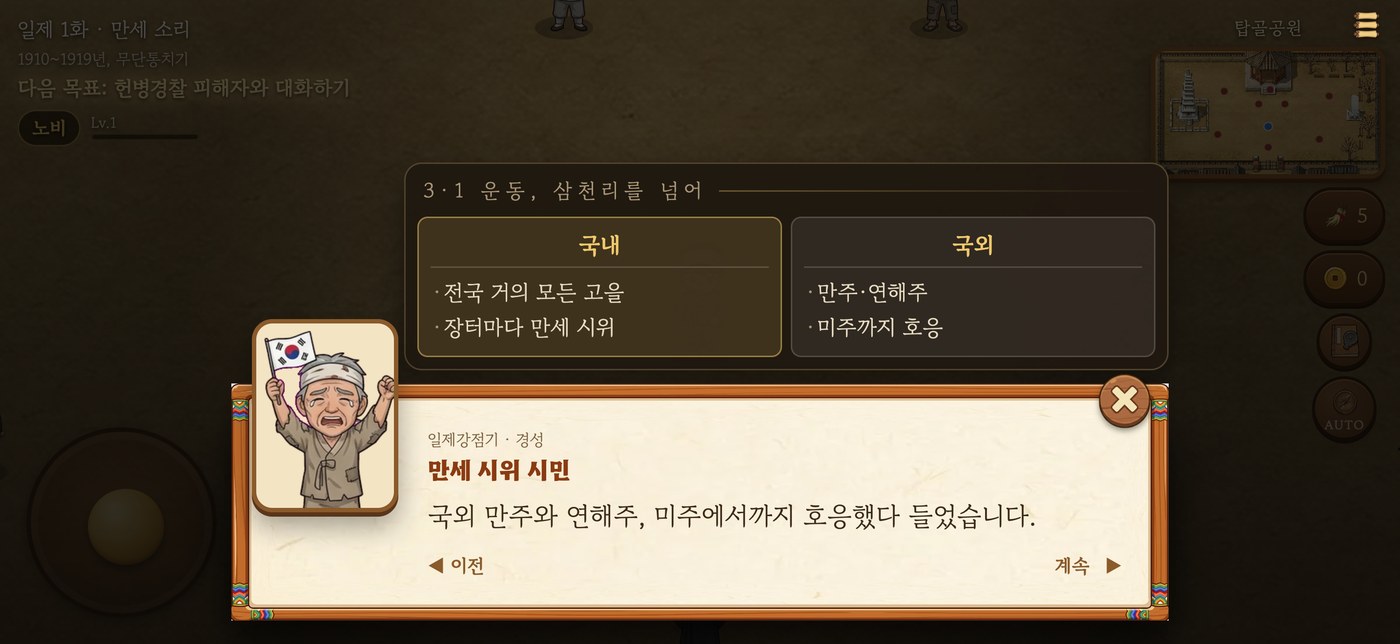 일제 1화 · 만세 소리
1910~1919년, 무단통치기
다음 목표: 헌병경찰 피해자와 대화하기
노비 Lv.1
탑골공원
5
0
AUTO
3·1 운동, 삼천리를 넘어
국내
· 전국 거의 모든 고을
· 장터마다 만세 시위
국외
· 만주·연해주
· 미주까지 호응
일제강점기 · 경성
만세 시위 시민
국외 만주와 연해주, 미주에서까지 호응했다 들었습니다.
◀ 이전
계속 ▶